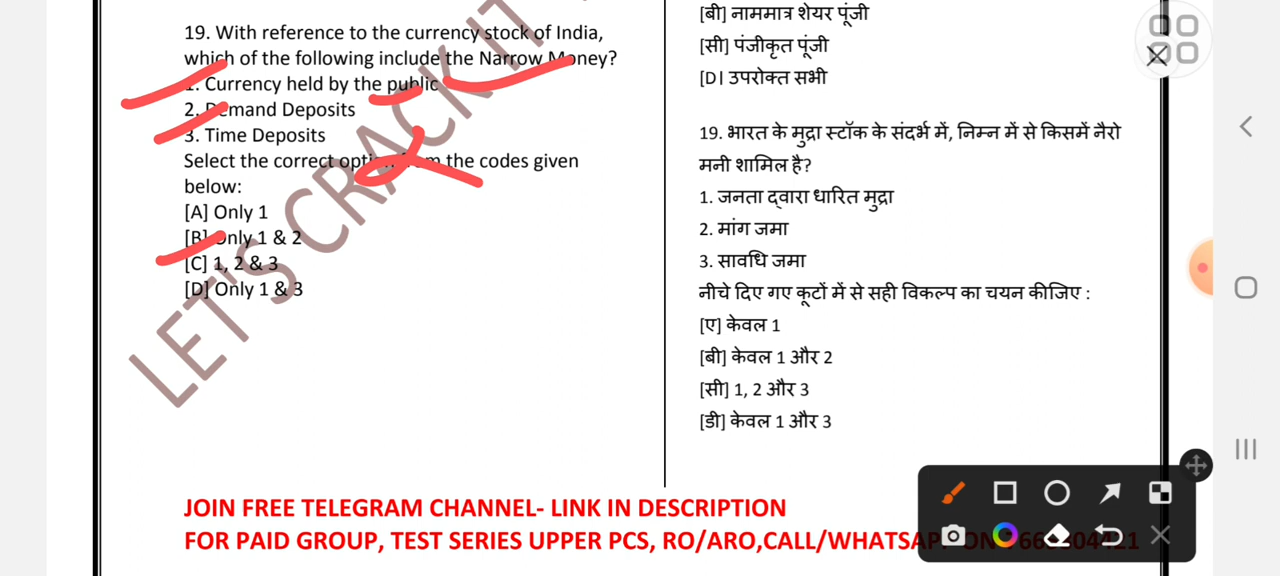 19. With reference to the currency stock of India,
which of the following include the Narrow Money?
1. Currency held by the public
2. Demand Deposits
3. Time Deposits
Select the correct option from the codes given
below:
[A] Only 1
[B] Only 1 & 2
[C] 1, 2 & 3
[D] Only 1 & 3
LET'S CRACK IT
[बी] नाममात्र शेयर पूंजी
[सी] पंजीकृत पूंजी
[D] उपरोक्त सभी
19. भारत के मुद्रा स्टॉक के संदर्भ में, निम्न में से किसमें नैरो
मनी शामिल है?
1. जनता द्वारा धारित मुद्रा
2. मांग जमा
3. सावधि जमा
नीचे दिए गए कूटों में से सही विकल्प का चयन कीजिए :
[ए] केवल 1
[बी] केवल 1 और 2
[सी] 1, 2 और 3
[डी] केवल 1 और 3
JOIN FREE TELEGRAM CHANNEL- LINK IN DESCRIPTION
FOR PAID GROUP, TEST SERIES UPPER PCS, RO/ARO,CALL/WHATSAPP